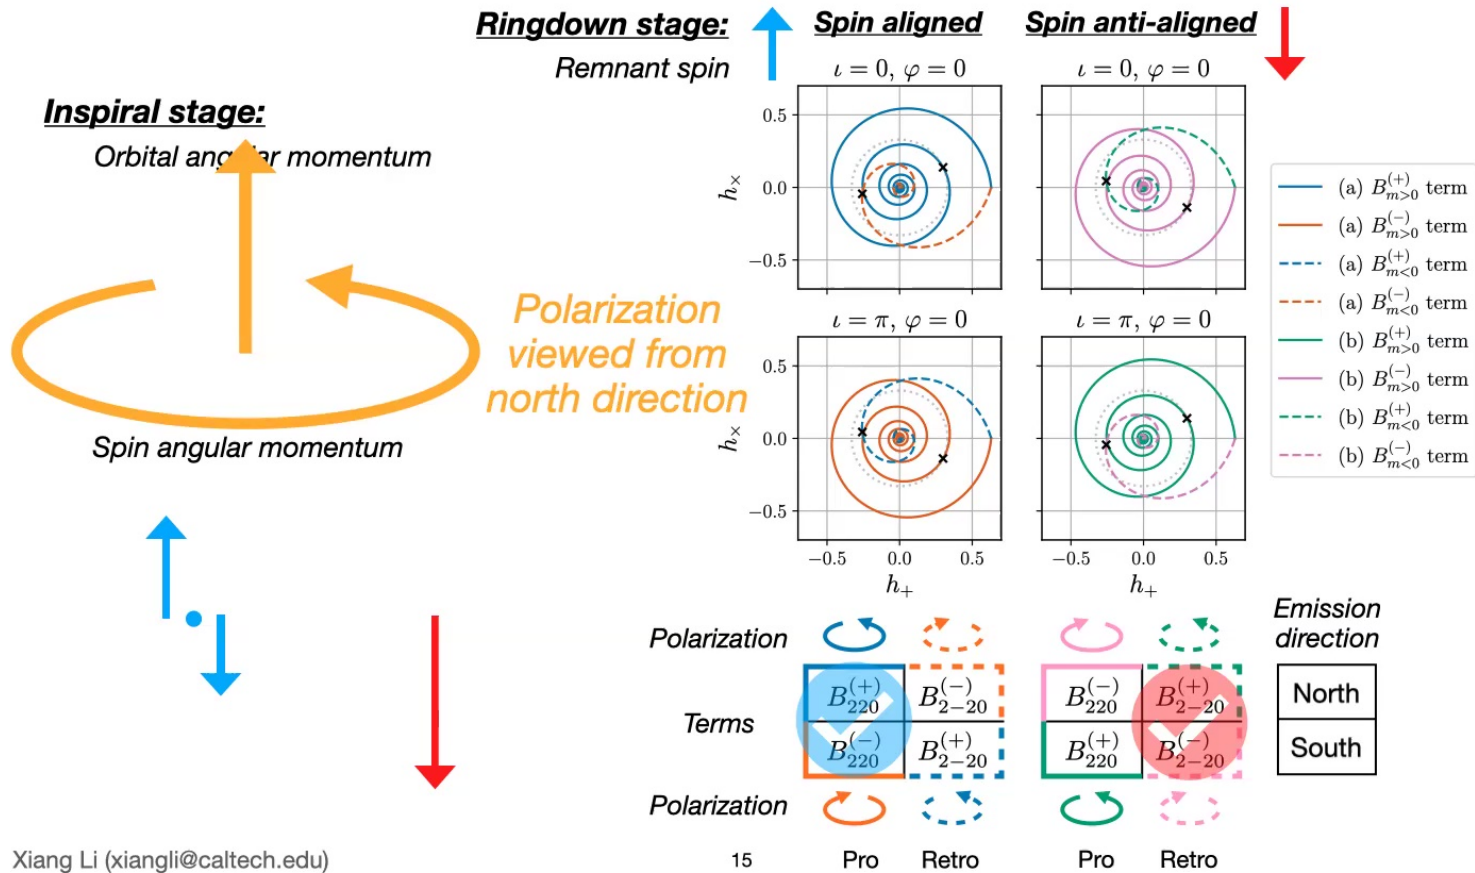 Ringdown stage:
Remnant spin
Spin aligned
Spin anti-aligned
Inspiral stage:
Orbital angular momentum
Polarization
viewed from
north direction
Spin angular momentum
ι = 0, φ = 0
ι = 0, φ = 0
h×
0.5
0.0
−0.5
ι = π, φ = 0
ι = π, φ = 0
h×
0.5
0.0
−0.5
−0.5 0.0 0.5
−0.5 0.0 0.5
h+
h+
(a) B^{(+)}_{m>0} term
(a) B^{(−)}_{m>0} term
(a) B^{(+)}_{m<0} term
(a) B^{(−)}_{m<0} term
(b) B^{(+)}_{m>0} term
(b) B^{(−)}_{m>0} term
(b) B^{(+)}_{m<0} term
(b) B^{(−)}_{m<0} term
Polarization
Emission
direction
Terms
B^{(+)}_{220} B^{(−)}_{2−20} B^{(−)}_{220} B^{(+)}_{2−20} North
B^{(−)}_{220} B^{(+)}_{2−20} B^{(+)}_{220} B^{(−)}_{2−20} South
Polarization
Pro Retro Pro Retro
Xiang Li (xiangli@caltech.edu)
15